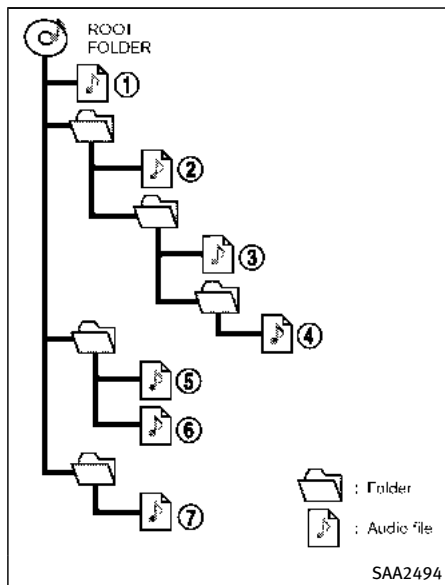 ROOT
FOLDER
①
②
③
④
⑤
⑥
⑦
: Folder
: Audio file
SAA2494